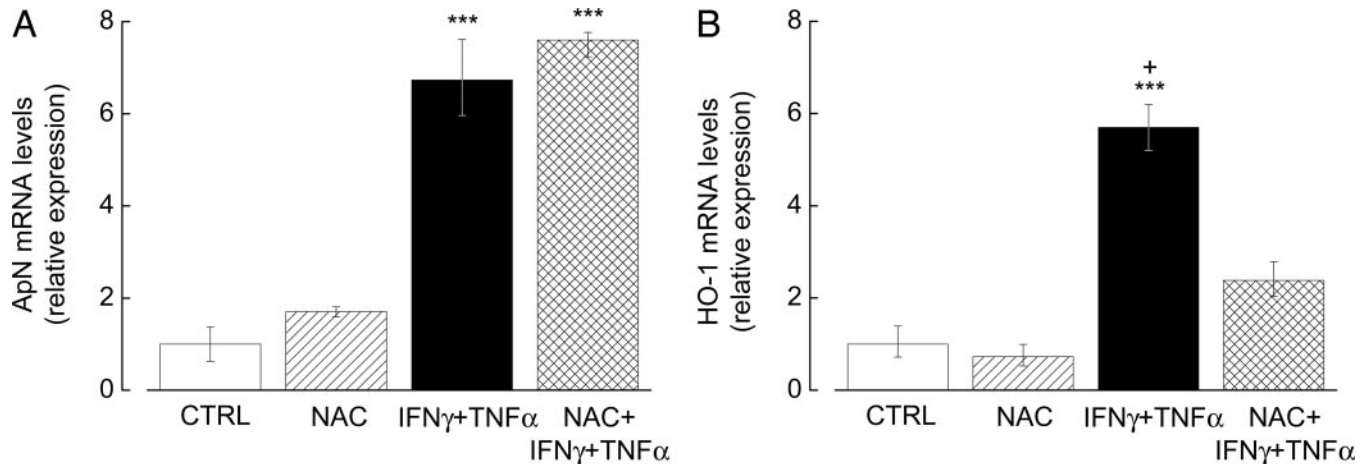 A
ApN mRNA levels
(relative expression)
8
6
4
2
0
***
***
CTRL
NAC
IFNγ+TNFα
NAC+
IFNγ+TNFα
B
HO-1 mRNA levels
(relative expression)
8
6
4
2
0
+
***
CTRL
NAC
IFNγ+TNFα
NAC+
IFNγ+TNFα